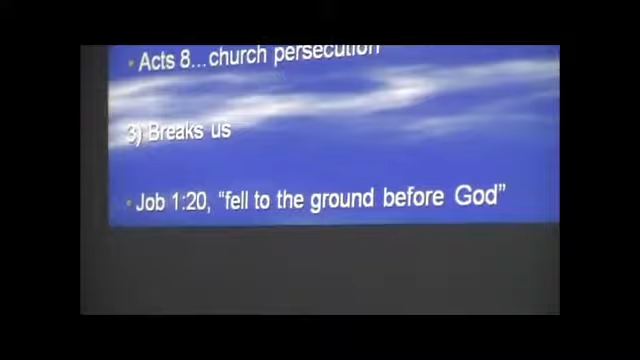 • Acts 8...church persecution
3) Breaks us
• Job 1:20, “fell to the ground before God”